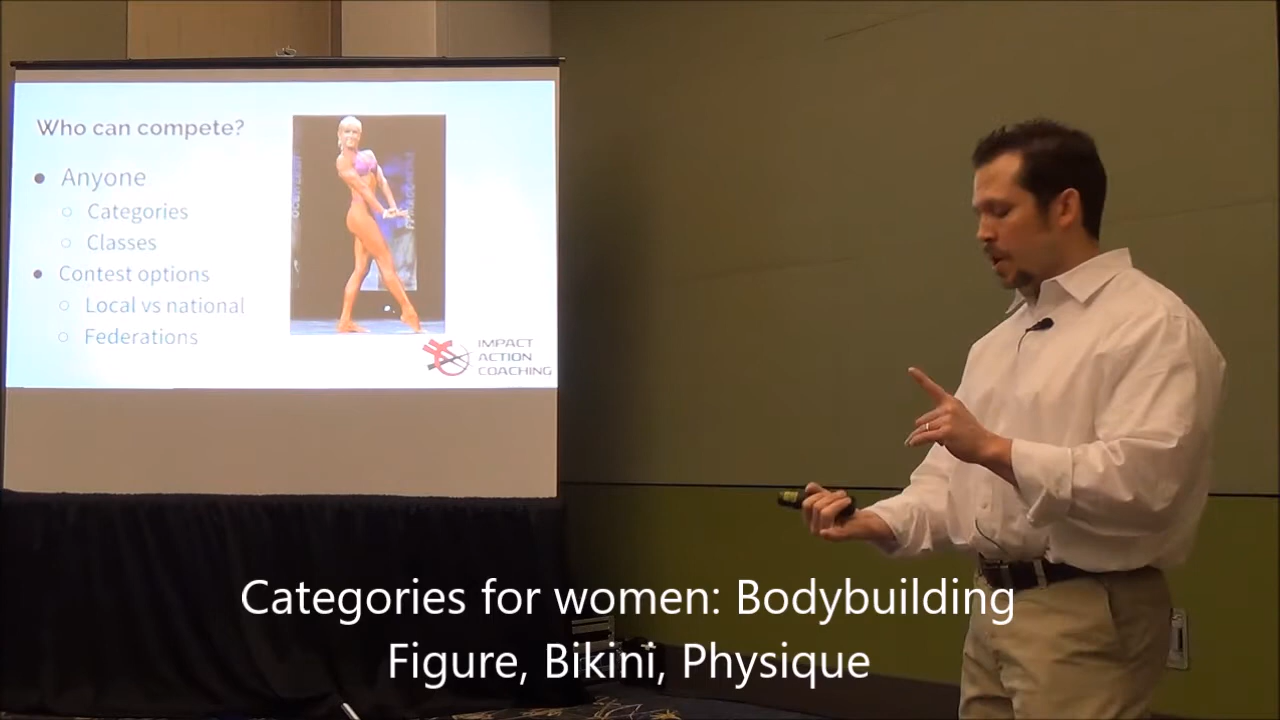 Who can compete?
● Anyone
○ Categories
○ Classes
● Contest options
○ Local vs national
○ Federations
IMPACT
ACTION
COACHING
Categories for women: Bodybuilding
Figure, Bikini, Physique